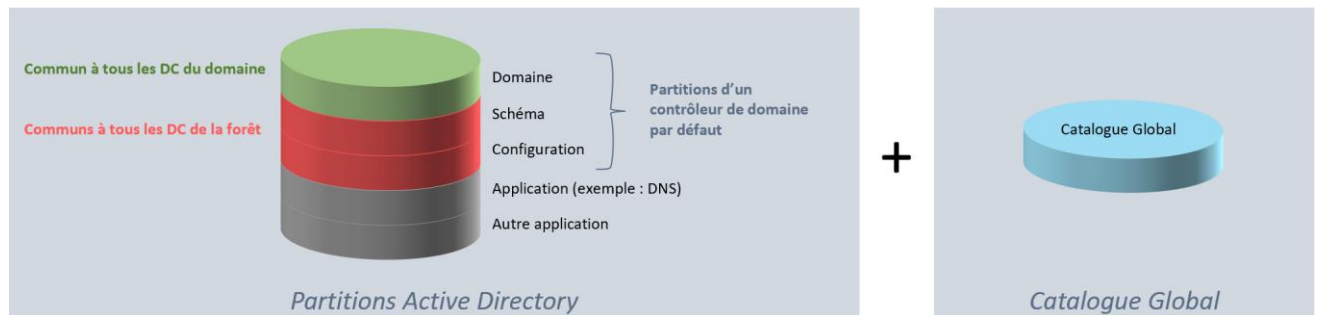 Commun à tous les DC du domaine
Communs à tous les DC de la forêt
Domaine
Schéma
Configuration
Application (exemple : DNS)
Autre application
Partitions d’un
contrôleur de domaine
par défaut
Partitions Active Directory
+
Catalogue Global
Catalogue Global